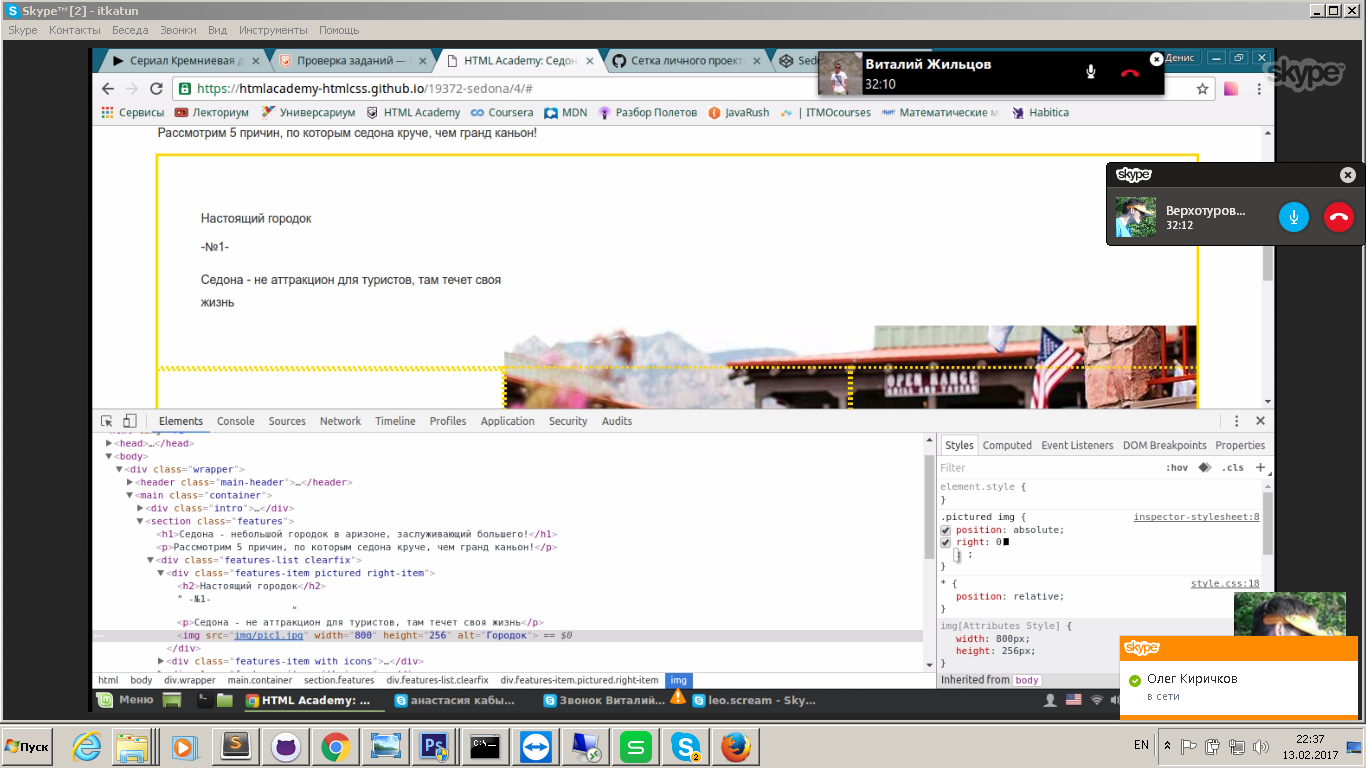 Skype™ [2] - itkatun
Skype Контакты Беседа Звонки Вид Инструменты Помощь
Сериал Кремниевая д
Проверка заданий —
HTML Academy: Седон
Сетка личного проект
Sed
Денис
Виталий Жильцов
32:10
skype
https://htmlacademy-htmlcss.github.io/19372-sedona/4/#
Сервисы Лекториум Универсариум HTML Academy Coursera MDN Разбор Полетов JavaRush | ITMOcourses Математические м Habitica
Рассмотрим 5 причин, по которым седона круче, чем гранд каньон!
skype
Верхотуров...
32:12
Настоящий городок
-№1-
Седона - не аттракцион для туристов, там течет своя
жизнь
OPEN RANGE
Elements Console Sources Network Timeline Profiles Application Security Audits
<head>…</head>
<body>
<div class="wrapper">
<header class="main-header">…</header>
<main class="container">
<div class="intro">…</div>
<section class="features">
<h1>Седона - небольшой городок в аризоне, заслуживающий большего!</h1>
<p>Рассмотрим 5 причин, по которым седона круче, чем гранд каньон!</p>
<div class="features-list clearfix">
<div class="features-item pictured right-item">
<h2>Настоящий городок</h2>
" -№1-
"
<p>Седона - не аттракцион для туристов, там течет своя жизнь</p>
<img src="img/pic1.jpg" width="800" height="256" alt="Городок"> == $0
</div>
<div class="features-item with icons">…</div>
html body div.wrapper main.container section.features div.features-list.clearfix div.features-item.pictured.right-item img
Styles Computed Event Listeners DOM Breakpoints Properties
Filter :hov .cls +
element.style {
}
.pictured img { inspector-stylesheet:8
position: absolute;
right: 0
: ;
}
* { style.css:18
position: relative;
}
img[Attributes Style] {
width: 800px;
height: 256px;
}
Inherited from body
skype
Олег Киричков
в сети
Меню
HTML Academy: ...
анастасия кабы...
Звонок Виталий...
leo.scream - Sky...
Пуск
EN
22:37
13.02.2017